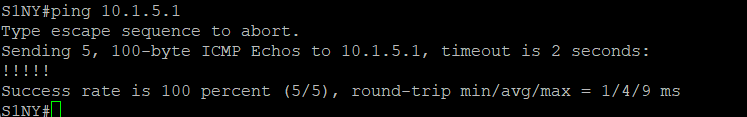 S1NY#ping 10.1.5.1
Type escape sequence to abort.
Sending 5, 100-byte ICMP Echos to 10.1.5.1, timeout is 2 seconds:
!!!!!
Success rate is 100 percent (5/5), round-trip min/avg/max = 1/4/9 ms
S1NY#